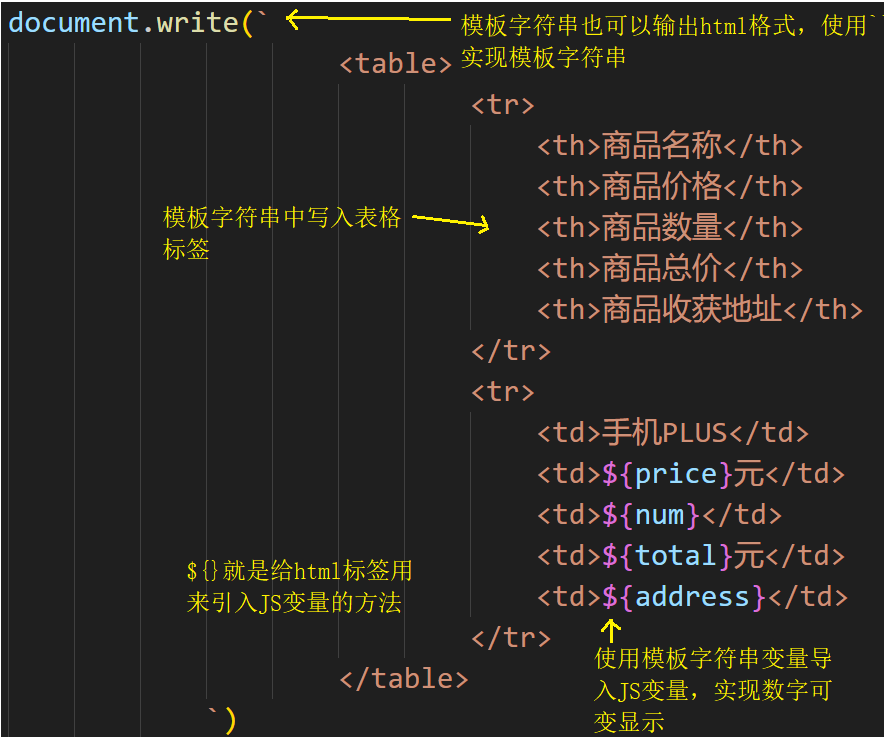 document.write(`
模板字符串也可以输出html格式，使用``
实现模板字符串
<table>
<tr>
<th>商品名称</th>
<th>商品价格</th>
模板字符串中写入表格
标签
<th>商品数量</th>
<th>商品总价</th>
<th>商品收获地址</th>
</tr>
<tr>
<td>手机PLUS</td>
<td>${price}元</td>
<td>${num}</td>
<td>${total}元</td>
<td>${address}</td>
${}就是给html标签用
来引入JS变量的方法
</tr>
使用模板字符串变量导
入JS变量，实现数字可
变显示
</table>
`)